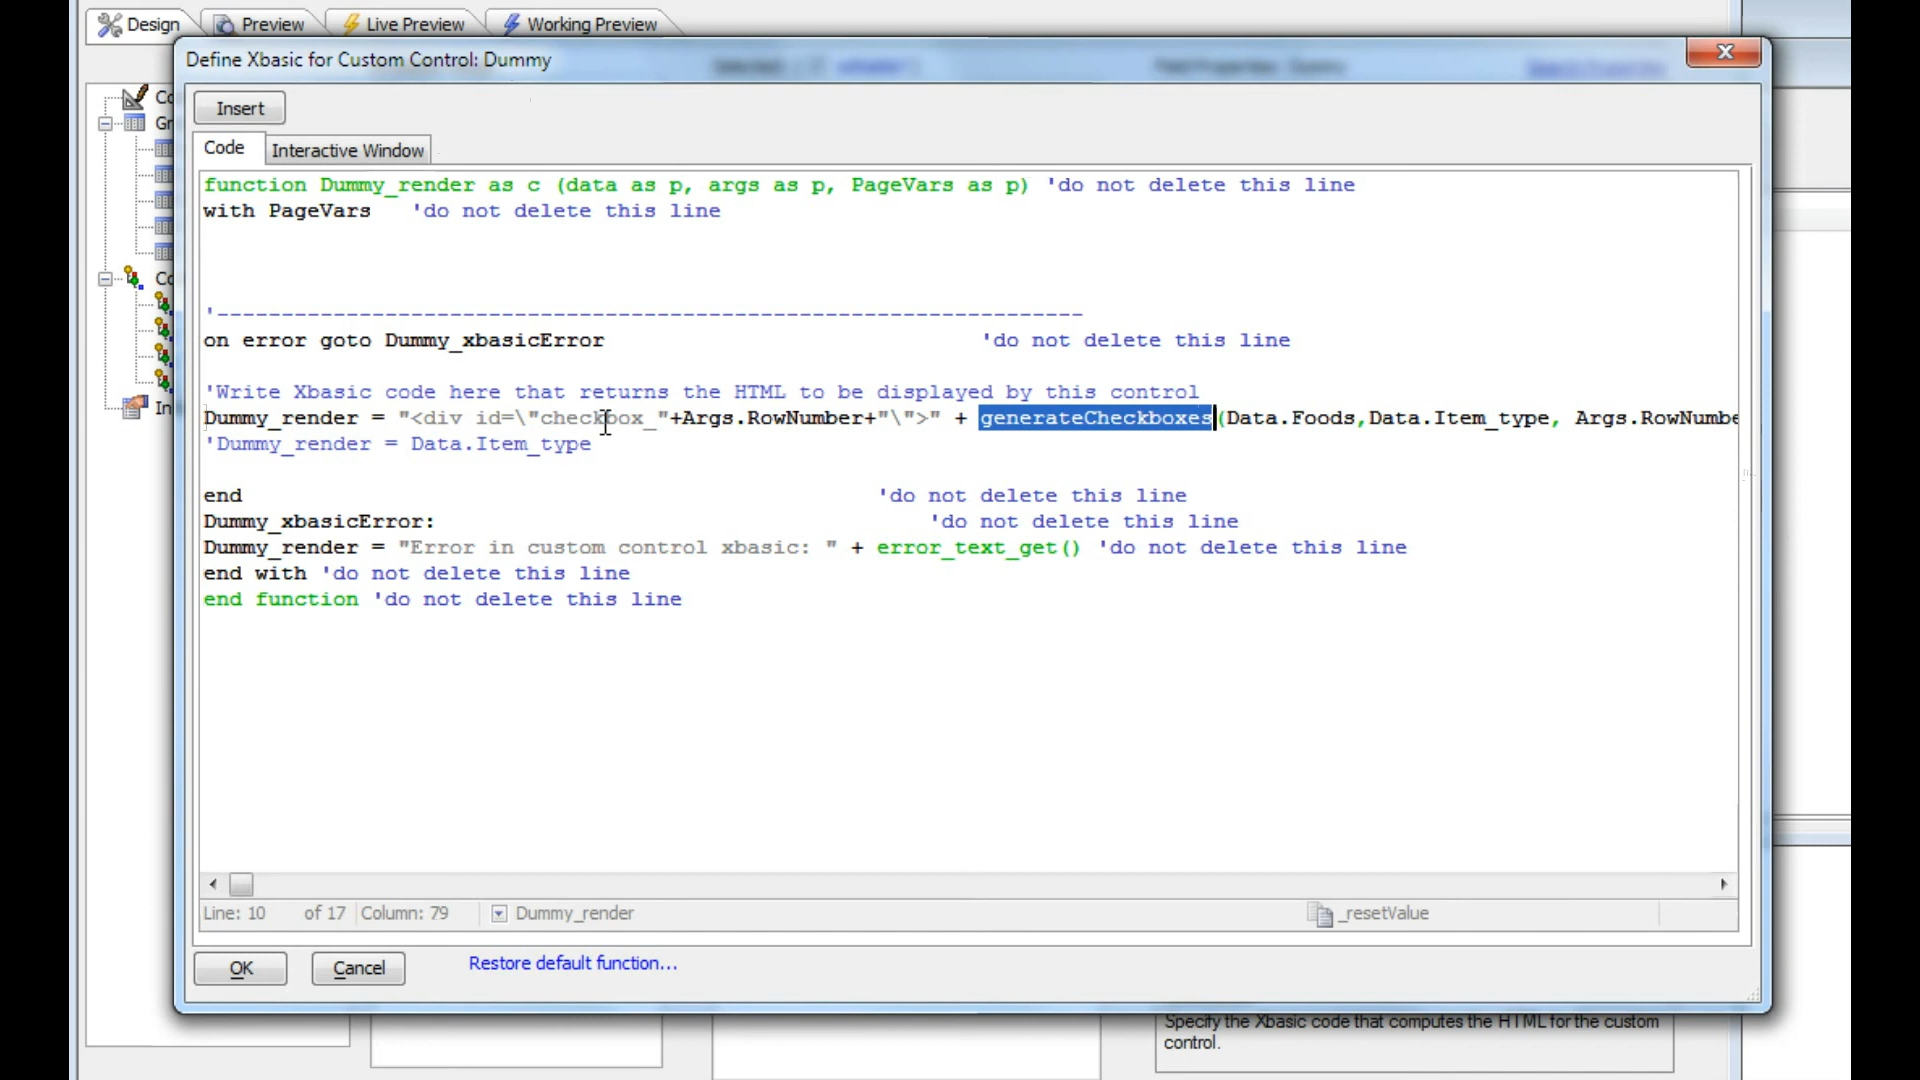 Design
Preview
Live Preview
Working Preview
Define Xbasic for Custom Control: Dummy
Insert
Code
Interactive Window
function Dummy_render as c (data as p, args as p, PageVars as p) 'do not delete this line
with PageVars 'do not delete this line
'-------------------------------------------------------------------
on error goto Dummy_xbasicError 'do not delete this line
'Write Xbasic code here that returns the HTML to be displayed by this control
Dummy_render = "<div id=\"checkbox_"+Args.RowNumber+"\">" + generateCheckboxes(Data.Foods,Data.Item_type, Args.RowNumbe
'Dummy_render = Data.Item_type
end 'do not delete this line
Dummy_xbasicError: 'do not delete this line
Dummy_render = "Error in custom control xbasic: " + error_text_get() 'do not delete this line
end with 'do not delete this line
end function 'do not delete this line
Line: 10 of 17 Column: 79 Dummy_render _resetValue
OK
Cancel
Restore default function...
Specify the Xbasic code that computes the HTML for the custom
control.
Co
Gr
Co
In